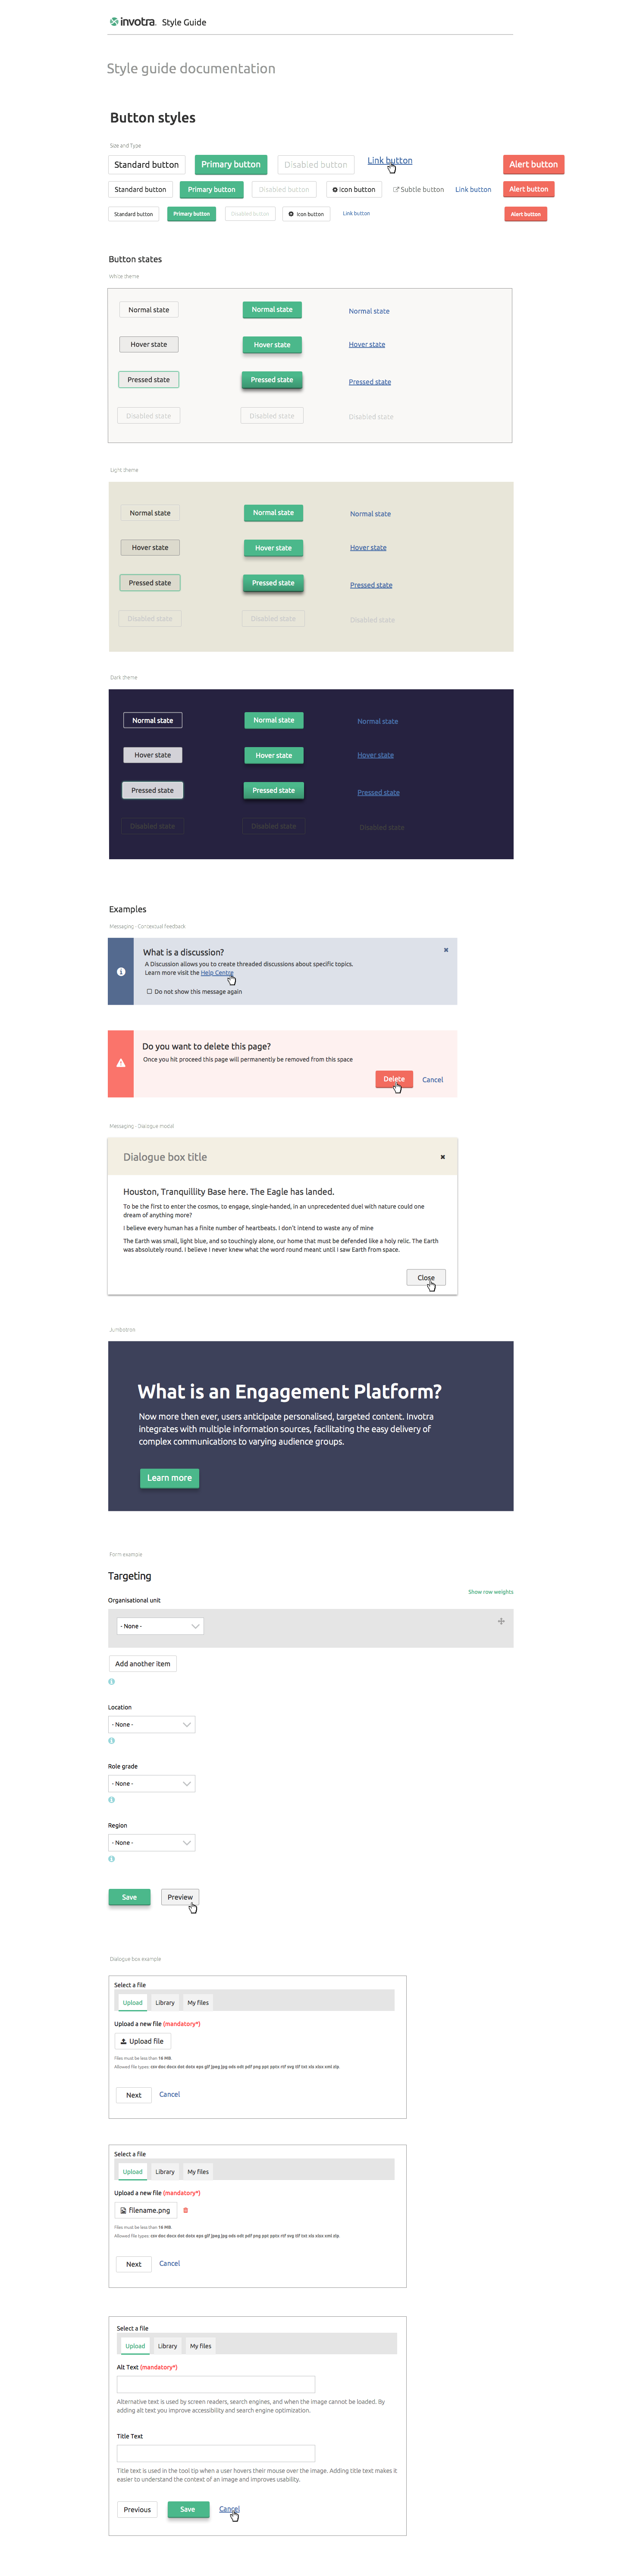 invotra. Style Guide
Style guide documentation
Button styles
Size and Type
Standard button Primary button Disabled button Link button Alert button
Standard button Primary button Disabled button Icon button Subtle button Link button Alert button
Standard button Primary button Disabled button Icon button Link button Alert button
Button states
White theme
Normal state Normal state Normal state
Hover state Hover state Hover state
Pressed state Pressed state Pressed state
Disabled state Disabled state Disabled state
Light theme
Normal state Normal state Normal state
Hover state Hover state Hover state
Pressed state Pressed state Pressed state
Disabled state Disabled state Disabled state
Dark theme
Normal state Normal state Normal state
Hover state Hover state Hover state
Pressed state Pressed state Pressed state
Disabled state Disabled state Disabled state
Examples
Messaging - Contextual feedback
What is a discussion?
A Discussion allows you to create threaded discussions about specific topics.
Learn more visit the Help Centre
Do not show this message again
Do you want to delete this page?
Once you hit proceed this page will permanently be removed from this space
Delete Cancel
Messaging - Dialogue modal
Dialogue box title
Houston, Tranquillity Base here. The Eagle has landed.
To be the first to enter the cosmos, to engage, single-handed, in an unprecedented duel with nature could one
dream of anything more?
I believe every human has a finite number of heartbeats. I don't intend to waste any of mine
The Earth was small, light blue, and so touchingly alone, our home that must be defended like a holy relic. The Earth
was absolutely round. I believe I never knew what the word round meant until I saw Earth from space.
Close
Jumbotron
What is an Engagement Platform?
Now more then ever, users anticipate personalised, targeted content. Invotra
integrates with multiple information sources, facilitating the easy delivery of
complex communications to varying audience groups.
Learn more
Form example
Targeting
Show row weights
Organisational unit
- None -
Add another item
Location
- None -
Role grade
- None -
Region
- None -
Save Preview
Dialogue box example
Select a file
Upload Library My files
Upload a new file (mandatory*)
Upload file
Files must be less than 16 MB.
Allowed file types: csv doc docx dot dotx eps gif jpeg jpg ods odt pdf png ppt pptx rtf svg tif txt xls xlsx xml zip.
Next Cancel
Select a file
Upload Library My files
Upload a new file (mandatory*)
filename.png
Files must be less than 16 MB.
Allowed file types: csv doc docx dot dotx eps gif jpeg jpg ods odt pdf png ppt pptx rtf svg tif txt xls xlsx xml zip.
Next Cancel
Select a file
Upload Library My files
Alt Text (mandatory*)
Alternative text is used by screen readers, search engines, and when the image cannot be loaded. By
adding alt text you improve accessibility and search engine optimization.
Title Text
Title text is used in the tool tip when a user hovers their mouse over the image. Adding title text makes it
easier to understand the context of an image and improves usability.
Previous Save Cancel